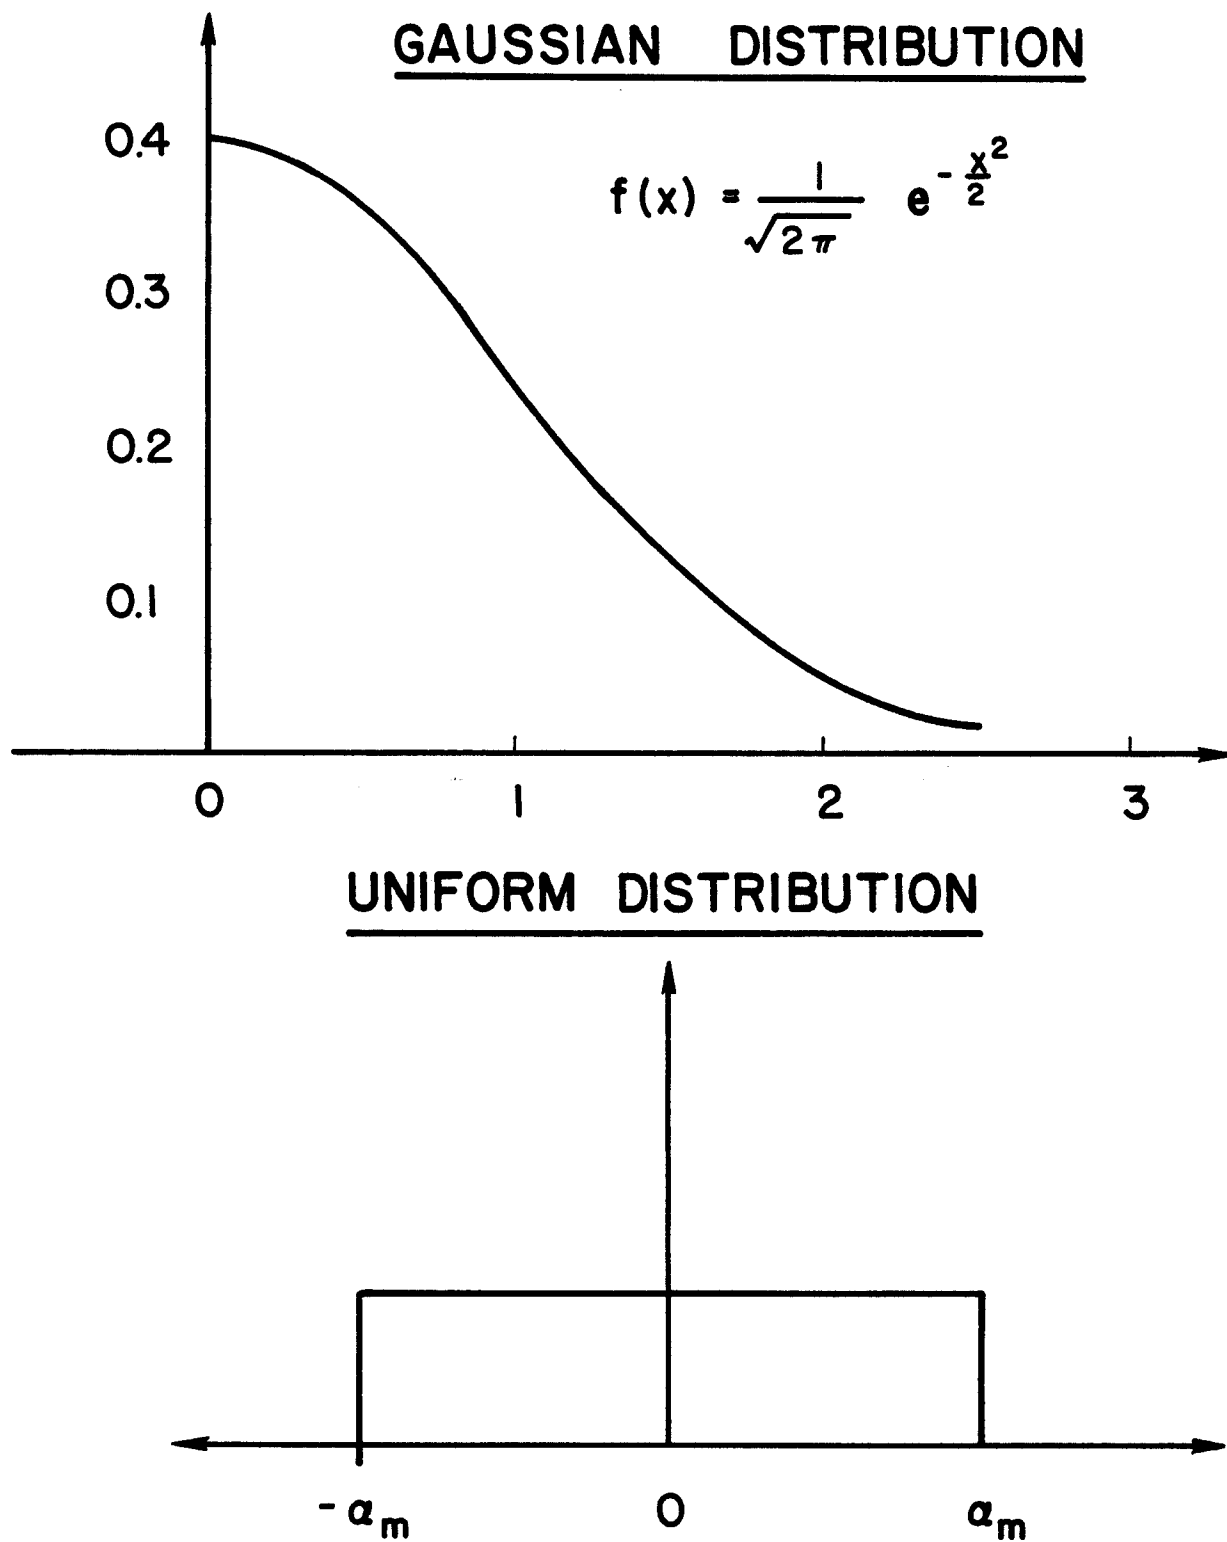 GAUSSIAN DISTRIBUTION
f(x) = 1/√2π e^-x²/2
0.4
0.3
0.2
0.1
0 1 2 3
UNIFORM DISTRIBUTION
-αm 0 αm